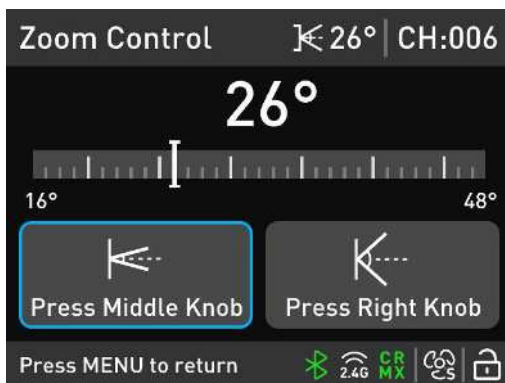 Zoom Control 26° CH:006
26°
16° 48°
Press Middle Knob Press Right Knob
Press MENU to return 2.4G CR MX CS